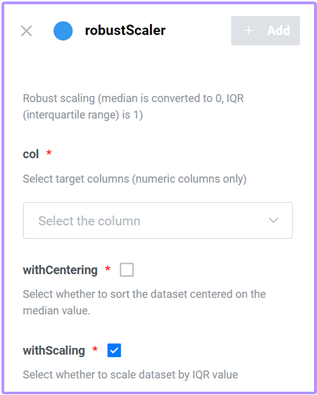 robustScaler
+ Add
Robust scaling (median is converted to 0, IQR
(interquartile range) is 1)
col *
Select target columns (numeric columns only)
Select the column
withCentering *
Select whether to sort the dataset centered on the
median value.
withScaling *
Select whether to scale dataset by IQR value